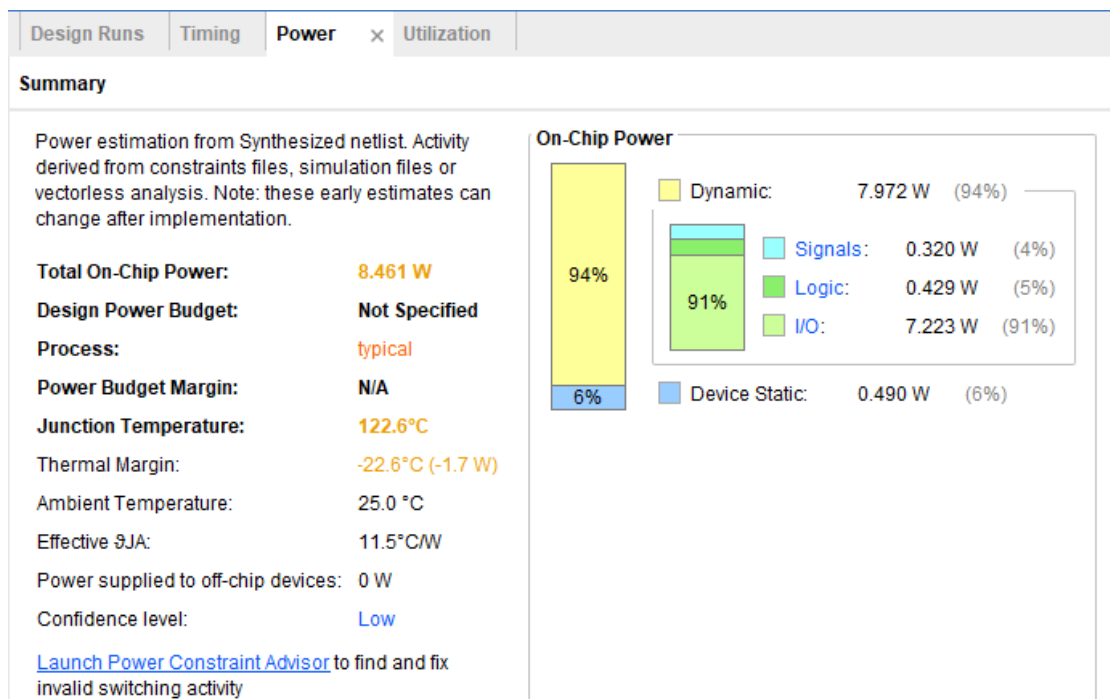 Design Runs Timing Power × Utilization
Summary
Power estimation from Synthesized netlist. Activity
derived from constraints files, simulation files or
vectorless analysis. Note: these early estimates can
change after implementation.
Total On-Chip Power: 8.461 W
Design Power Budget: Not Specified
Process: typical
Power Budget Margin: N/A
Junction Temperature: 122.6°C
Thermal Margin: -22.6°C (-1.7 W)
Ambient Temperature: 25.0 °C
Effective ϑJA: 11.5°C/W
Power supplied to off-chip devices: 0 W
Confidence level: Low
Launch Power Constraint Advisor to find and fix
invalid switching activity
On-Chip Power
94%
6%
Dynamic: 7.972 W (94%)
91%
Signals: 0.320 W (4%)
Logic: 0.429 W (5%)
I/O: 7.223 W (91%)
Device Static: 0.490 W (6%)